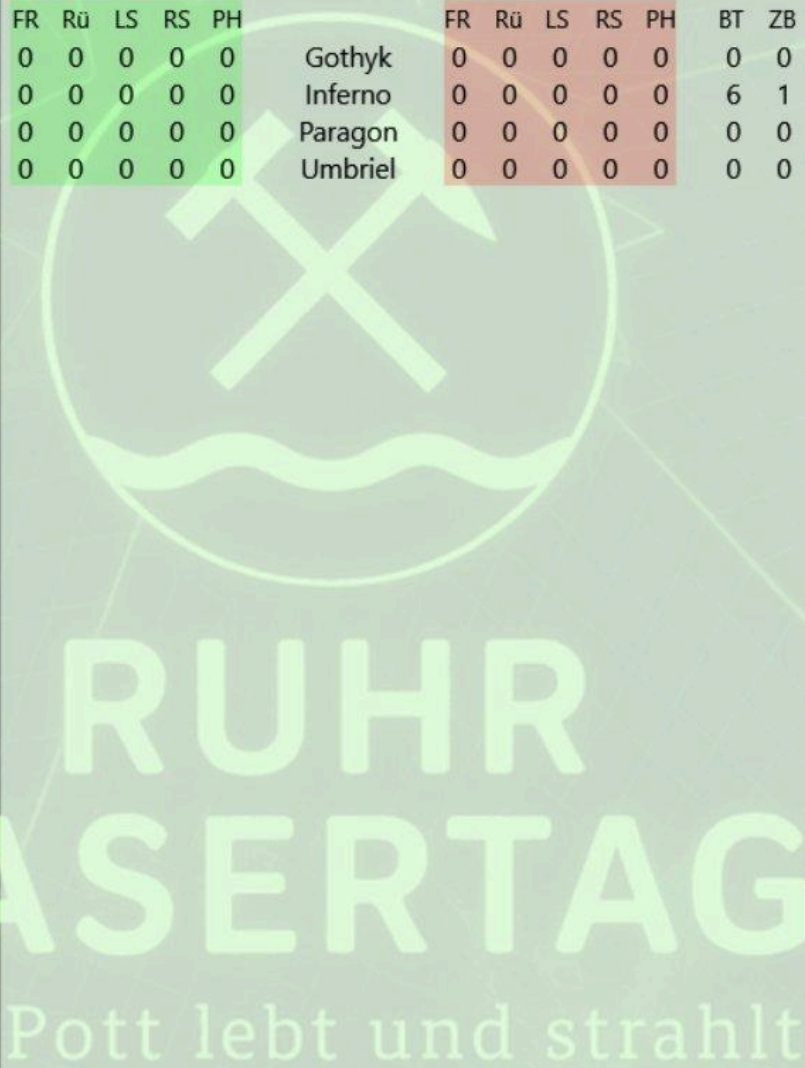 FR Rü LS RS PH FR Rü LS RS PH BT ZB
0 0 0 0 0 Gothyk 0 0 0 0 0 0 0
0 0 0 0 0 Inferno 0 0 0 0 0 6 1
0 0 0 0 0 Paragon 0 0 0 0 0 0 0
0 0 0 0 0 Umbriel 0 0 0 0 0 0 0
RUHR
ASERTAG
Pott lebt und strahlt